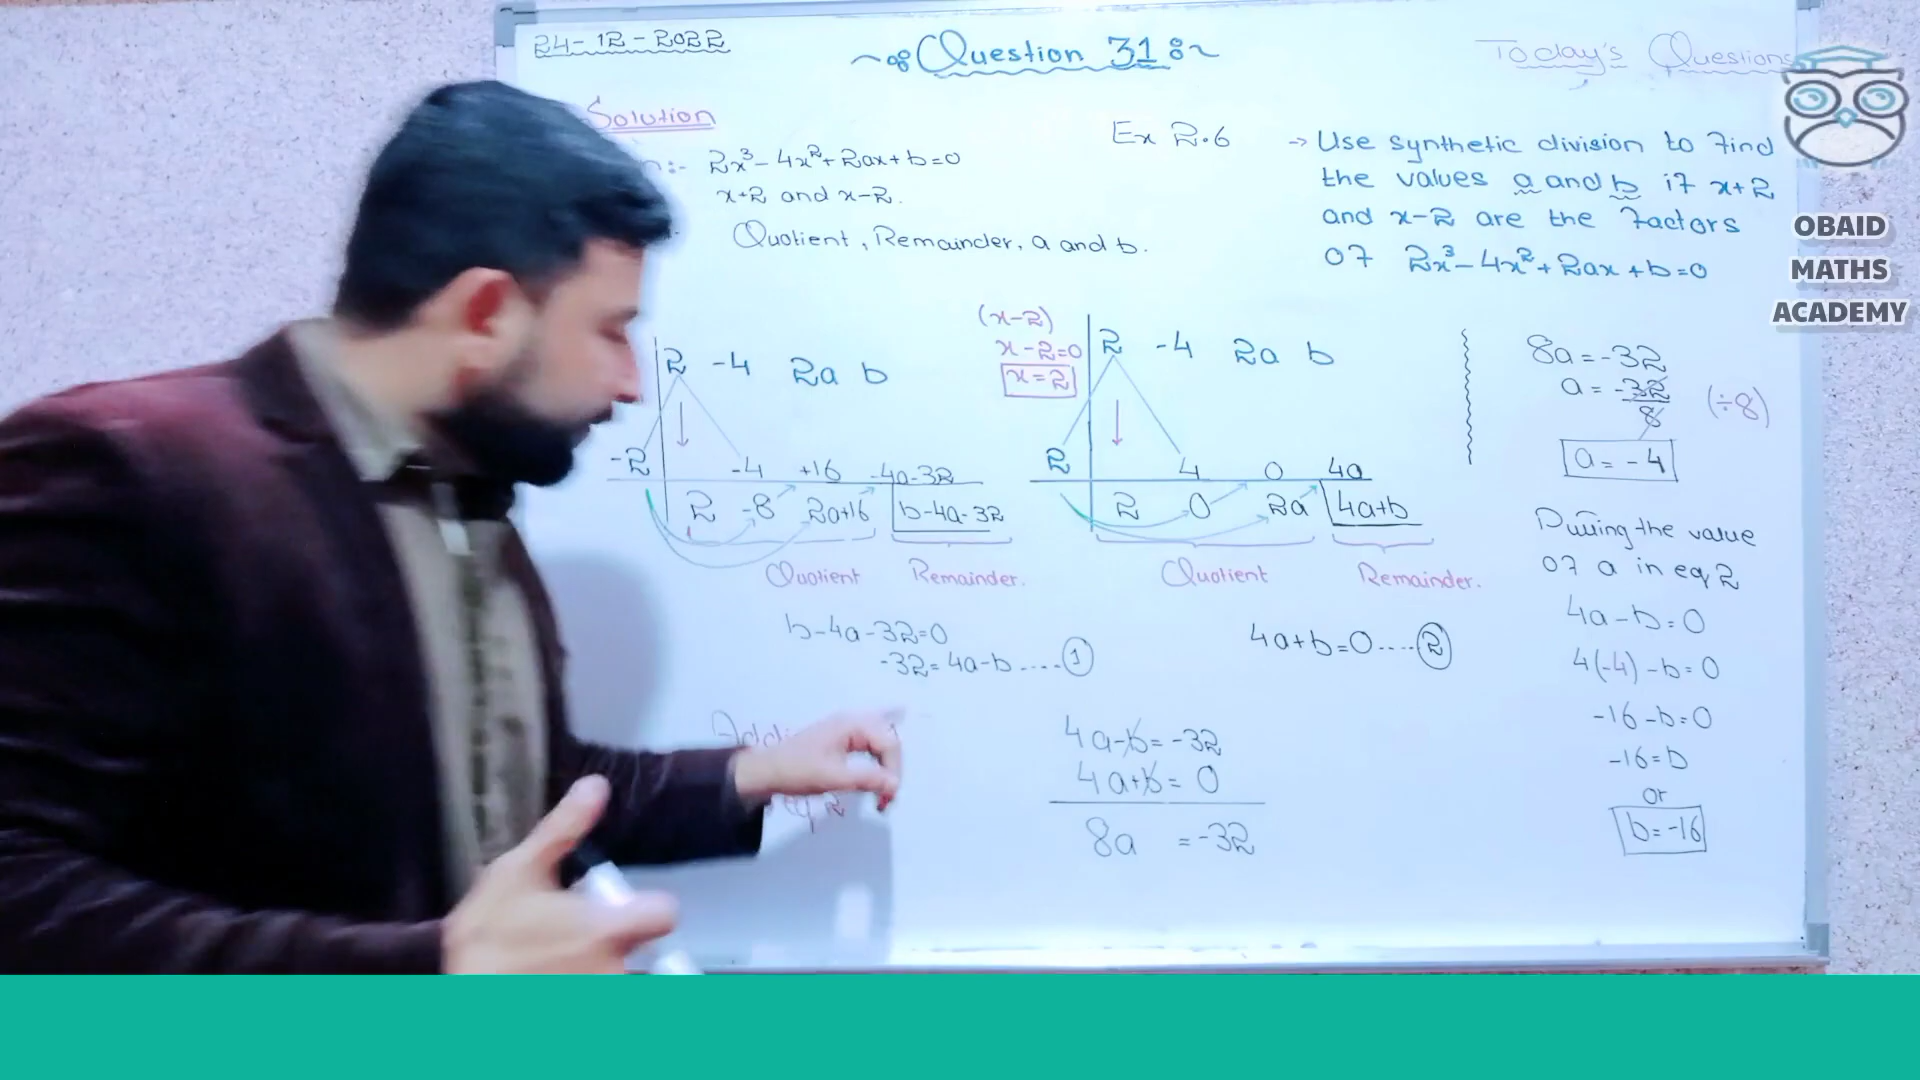 24-12-2022
Question 31
Today's Questions
Solution
2x³-4x²+2ax+b=0
x+2 and x-2.
Quotient, Remainder, a and b.
Ex 2.6
→ Use synthetic division to find
the values a and b if x+2
and x-2 are the factors
of 2x³-4x²+2ax+b=0
OBAID
MATHS
ACADEMY
2 -4 2a b
-2 -4 +16 -4a-32
2 -8 2a+16 b-4a-32
Quotient Remainder.
b-4a-32=0
-32=4a-b.....①
(x-2)
x-2=0
x=2
2 -4 2a b
2 4 0 4a
2 0 2a 4a+b
Quotient Remainder.
4a+b=0....②
4a-b=-32
4a+b=0
8a =-32
eq 2
8a=-32
a=-32/8 (÷8)
a=-4
Putting the value
of a in eq 2
4a-b=0
4(-4)-b=0
-16-b=0
-16=b
or
b=-16